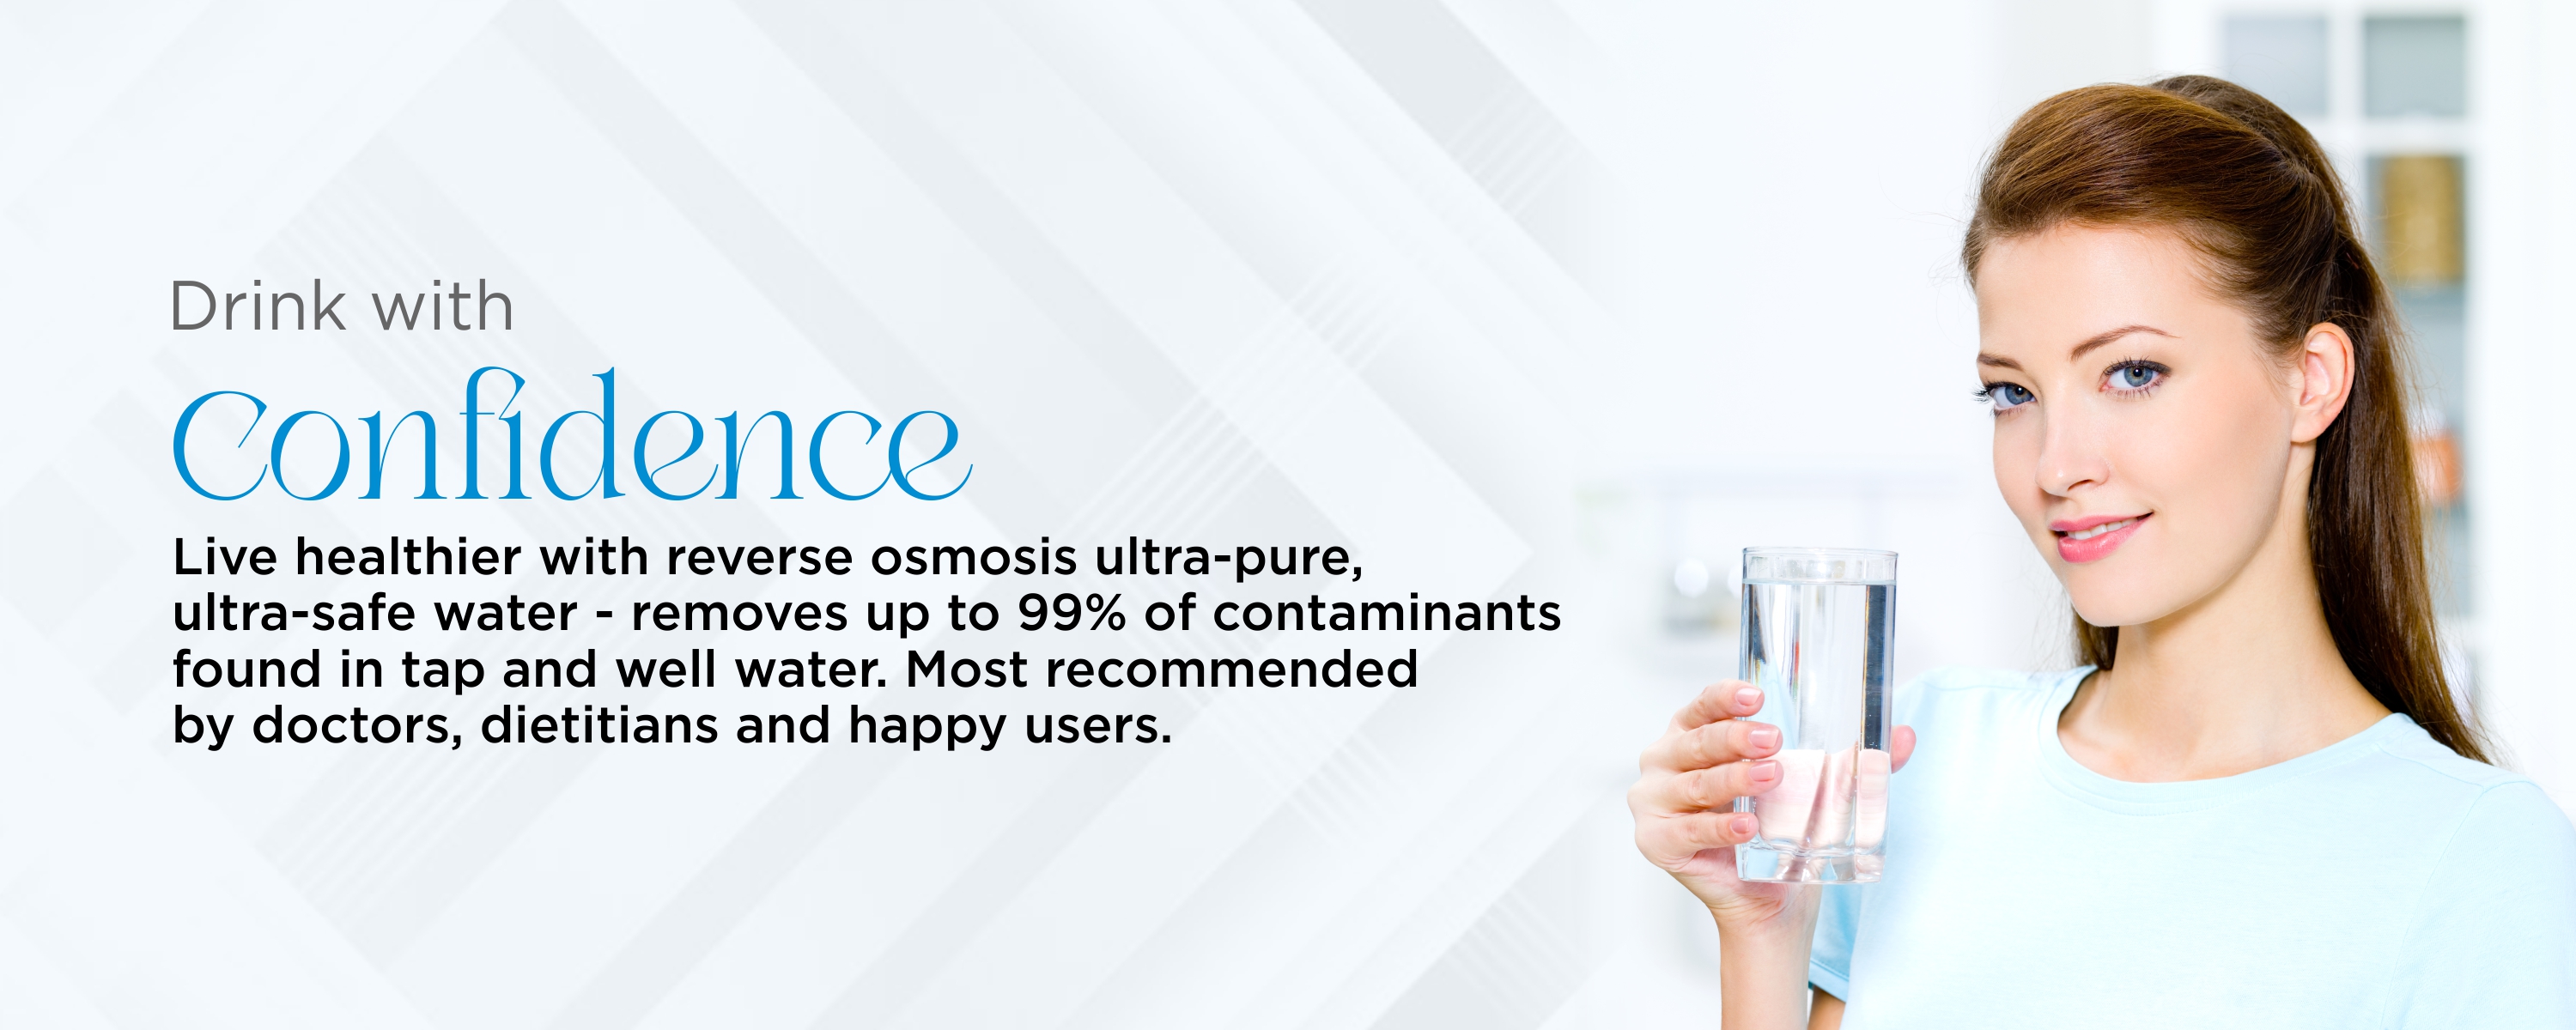 Drink with
Confidence
Live healthier with reverse osmosis ultra-pure,
ultra-safe water - removes up to 99% of contaminants
found in tap and well water. Most recommended
by doctors, dietitians and happy users.